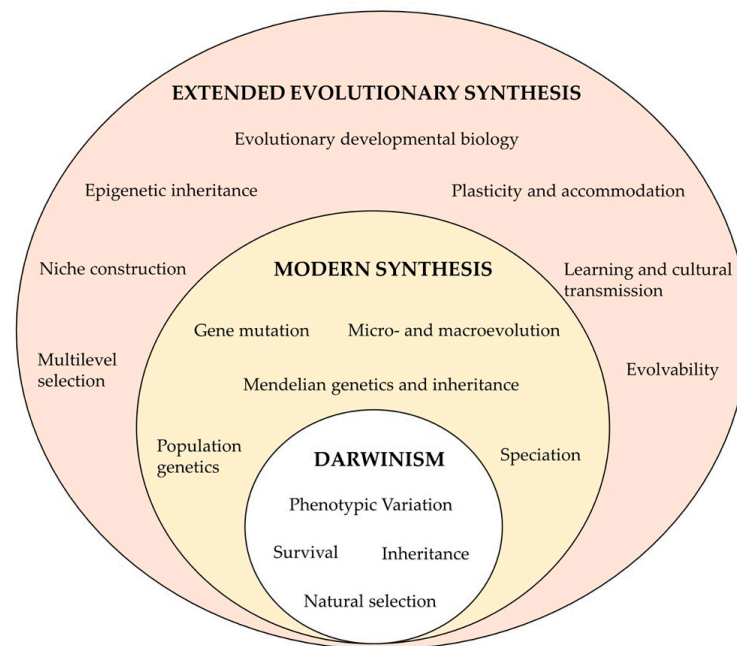 EXTENDED EVOLUTIONARY SYNTHESIS
Evolutionary developmental biology
Epigenetic inheritance
Plasticity and accommodation
Niche construction
Learning and cultural
transmission
Multilevel
selection
Evolvability
MODERN SYNTHESIS
Gene mutation
Micro- and macroevolution
Mendelian genetics and inheritance
Population
genetics
Speciation
DARWINISM
Phenotypic Variation
Survival
Inheritance
Natural selection